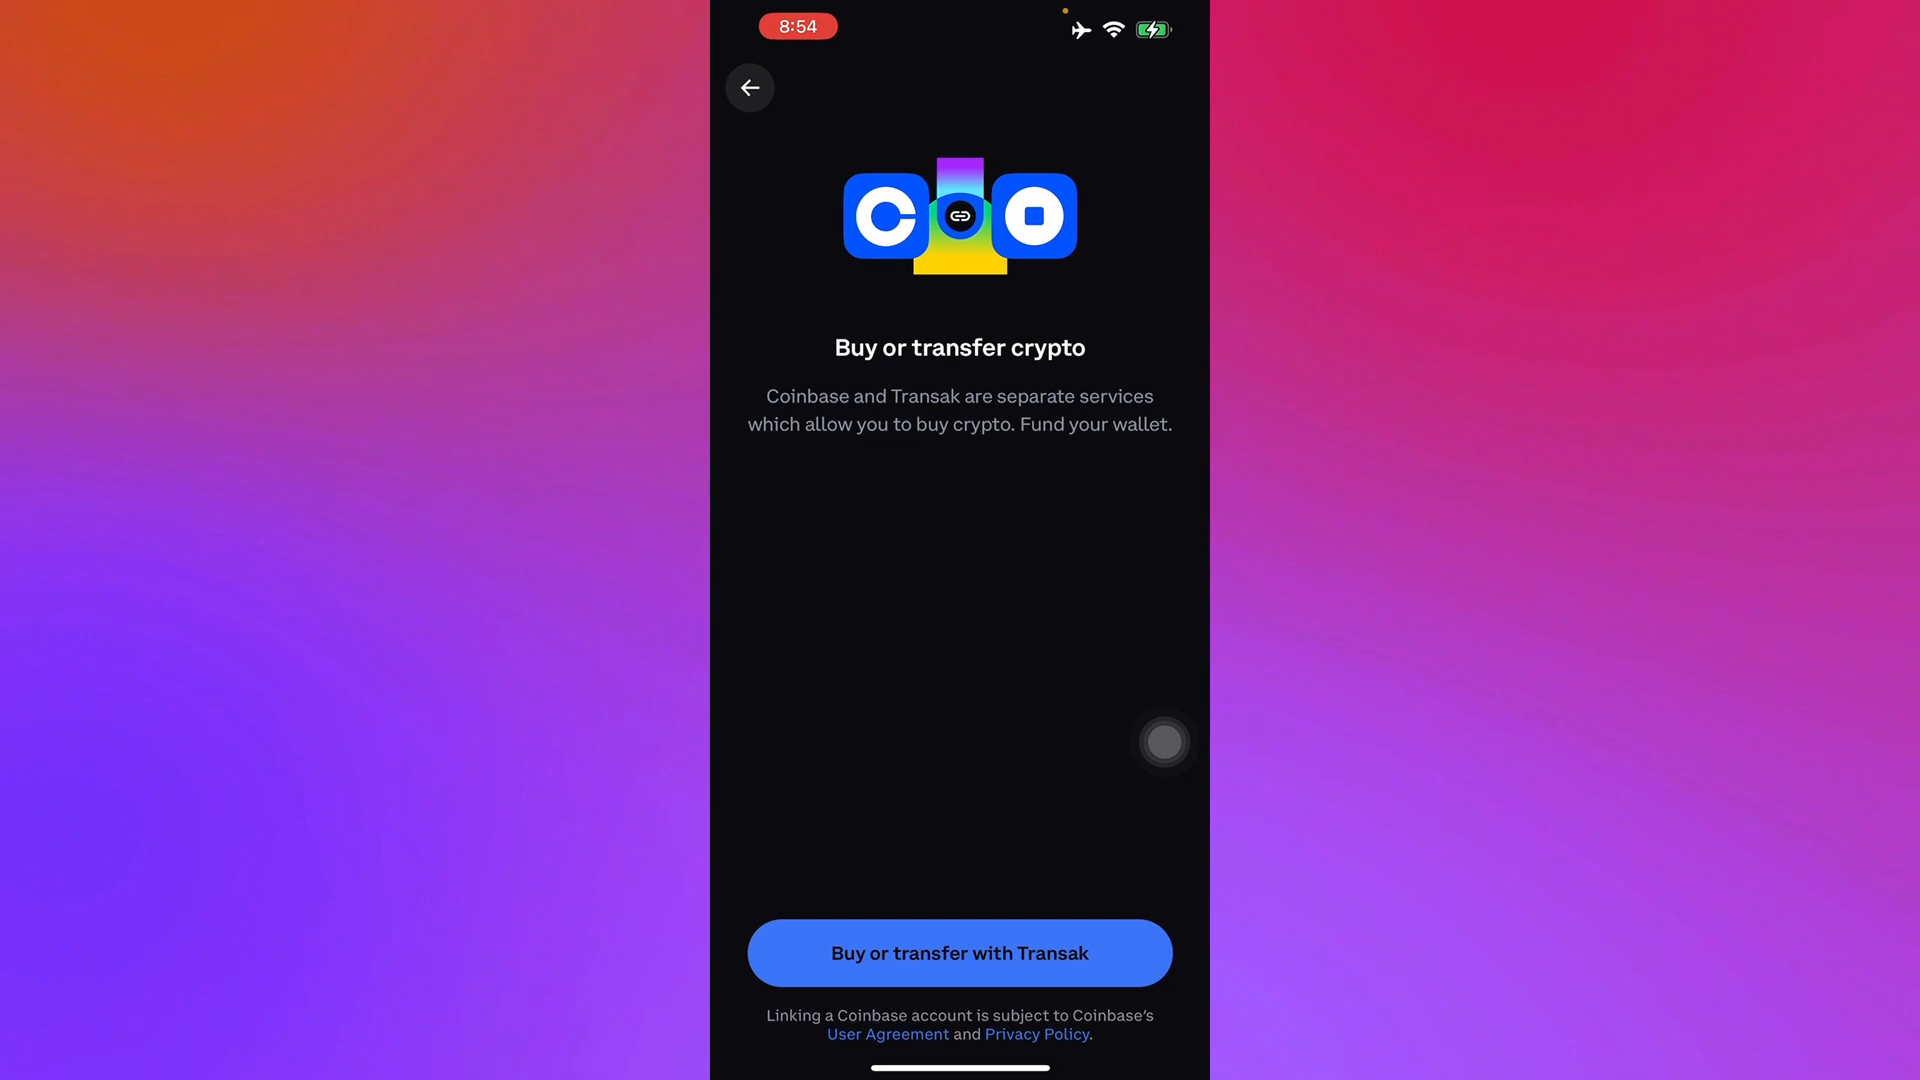 8:54
Buy or transfer crypto
Coinbase and Transak are separate services
which allow you to buy crypto. Fund your wallet.
Buy or transfer with Transak
Linking a Coinbase account is subject to Coinbase's
User Agreement and Privacy Policy.